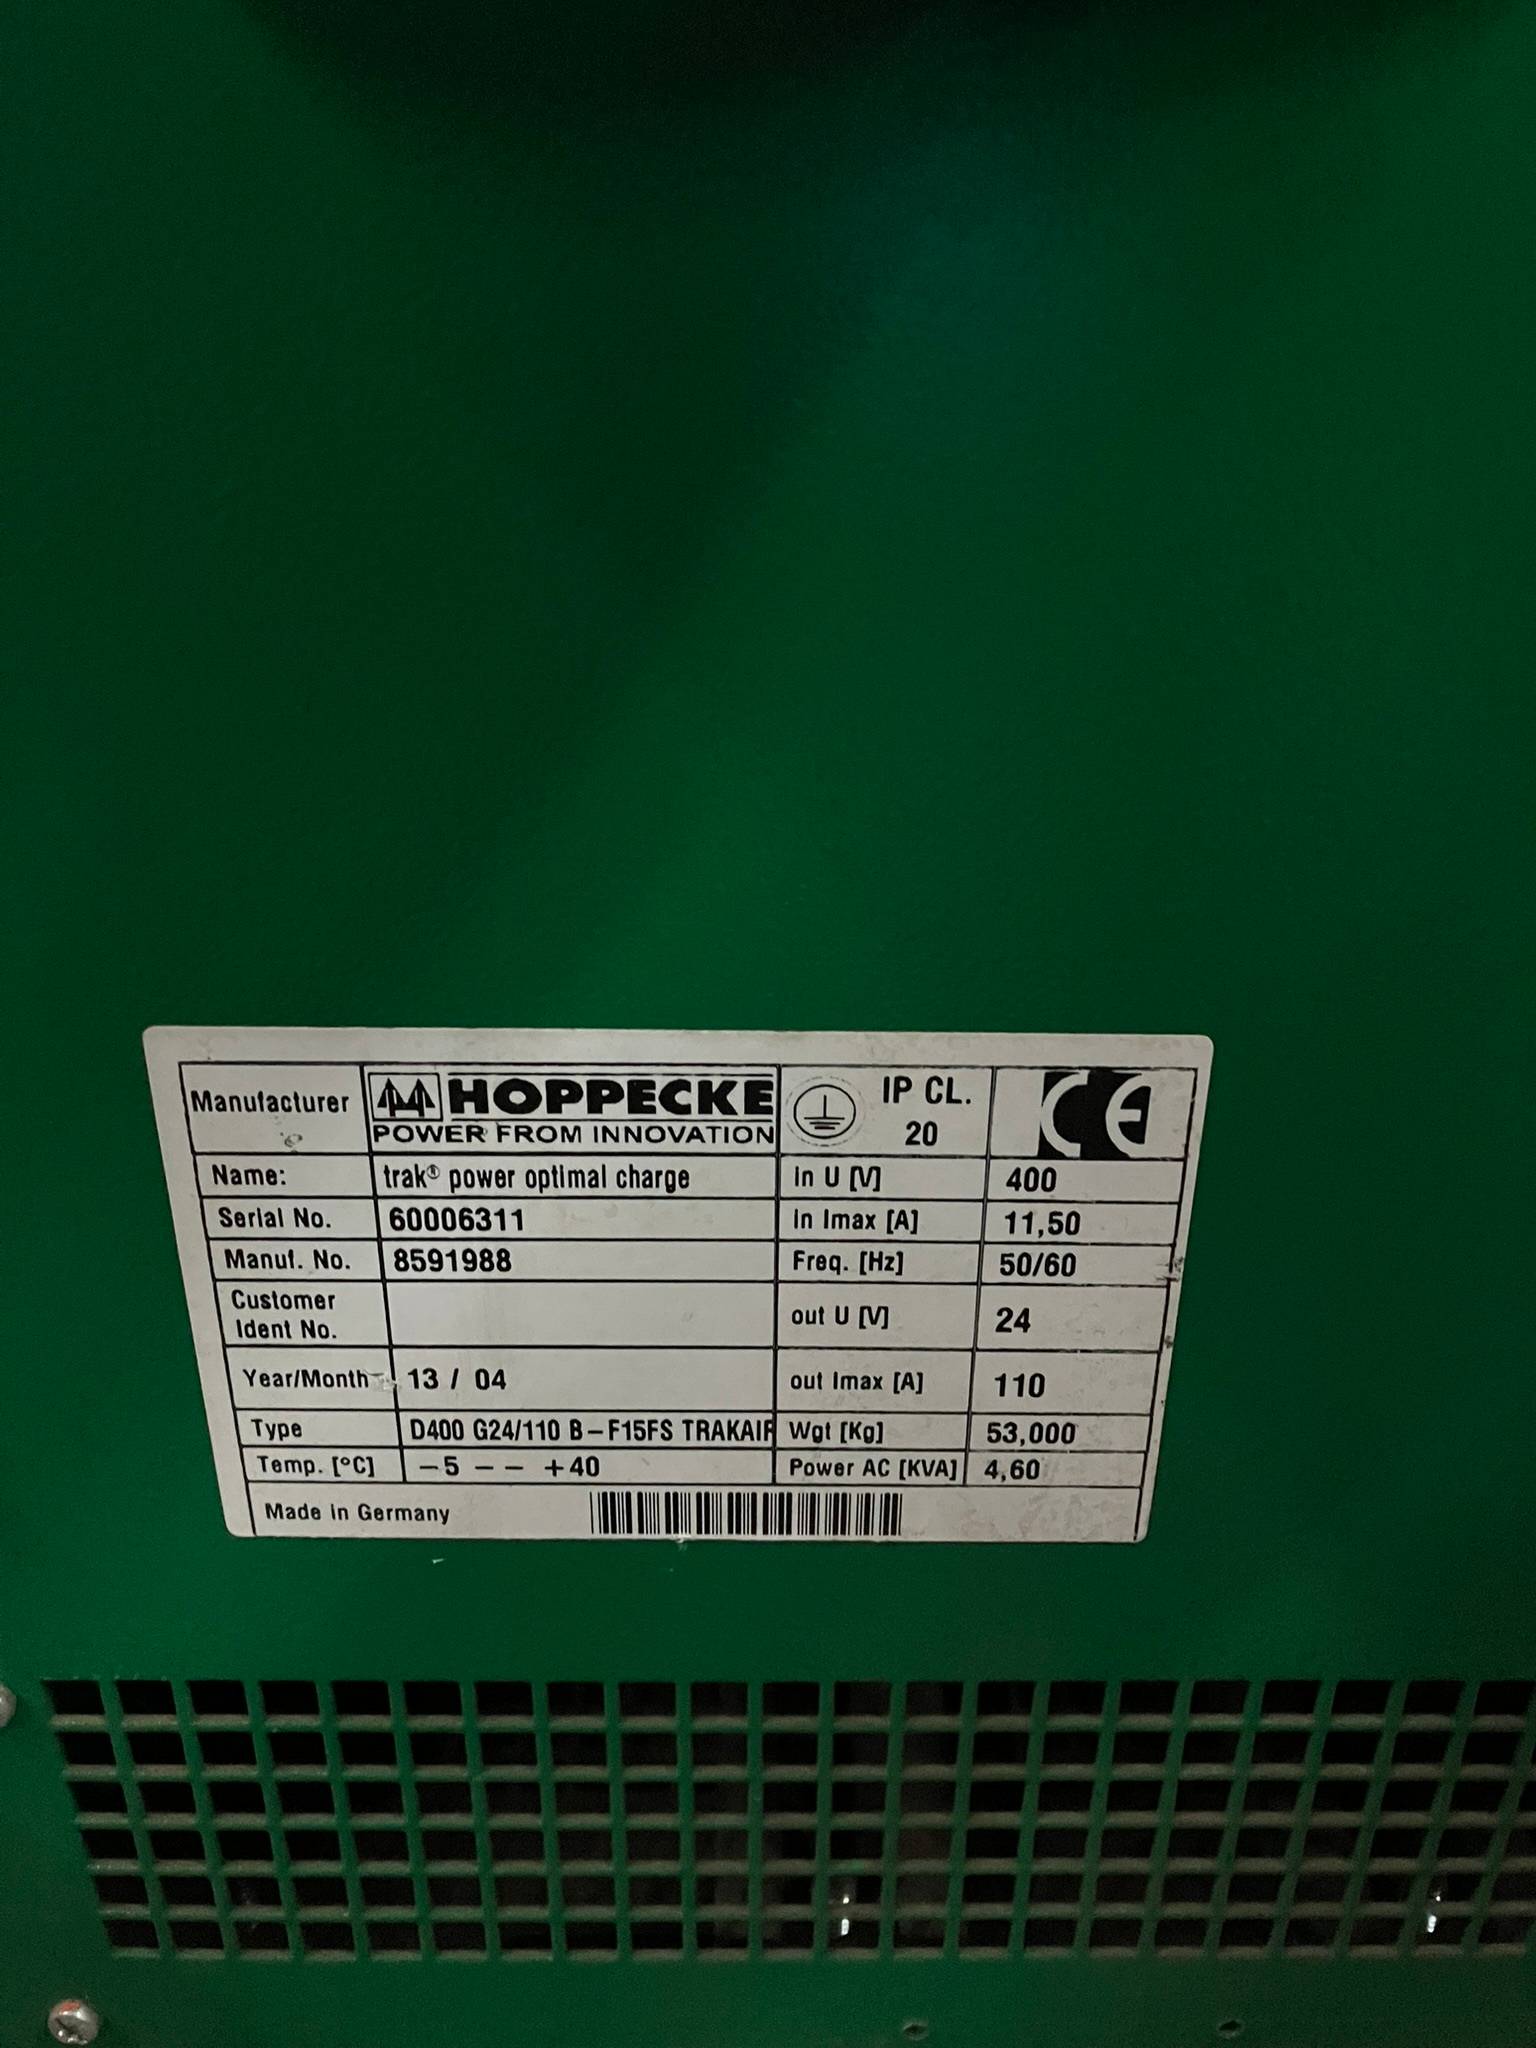 Manufacturer HOPPECKE IP CL. CE
POWER FROM INNOVATION 20
Name: trak® power optimal charge in U [V] 400
Serial No. 60006311 in Imax [A] 11,50
Manuf. No. 8591988 Freq. [Hz] 50/60
Customer
Ident No. out U [V] 24
Year/Month 13 / 04 out Imax [A] 110
Type D400 G24/110 B-F15FS TRAKAIR Wgt [Kg] 53,000
Temp. [°C] -5 - - +40 Power AC [KVA] 4,60
Made in Germany